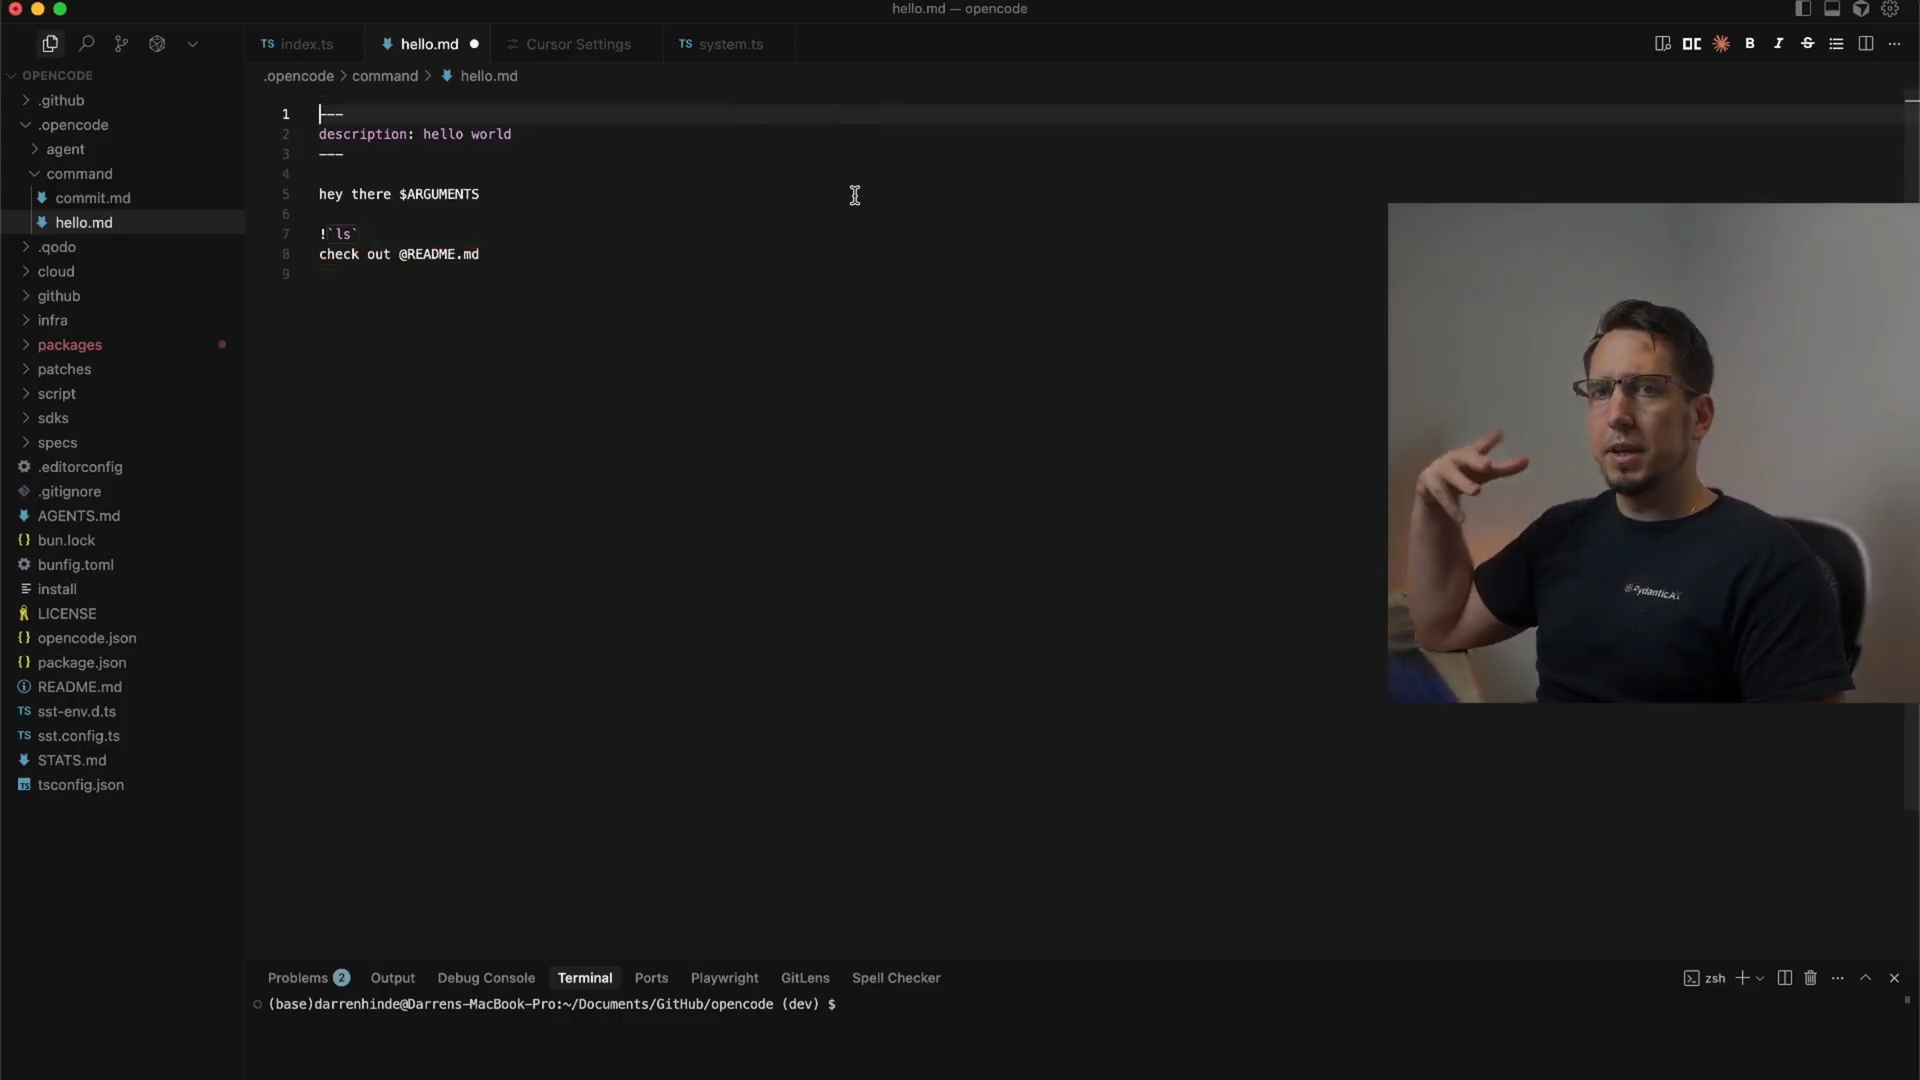 hello.md — opencode
TS index.ts
hello.md
Cursor Settings
TS system.ts
B I S
.opencode > command > hello.md
OPENCODE
.github
.opencode
agent
command
commit.md
hello.md
.qodo
cloud
github
infra
packages
patches
script
sdks
specs
.editorconfig
.gitignore
AGENTS.md
{} bun.lock
bunfig.toml
install
LICENSE
{} opencode.json
{} package.json
README.md
TS sst-env.d.ts
TS sst.config.ts
STATS.md
TS tsconfig.json
1 ---
2 description: hello world
3 ---
4
5 hey there $ARGUMENTS
6
7 !`ls`
8 check out @README.md
9
PydanticAI
Problems 2 Output Debug Console Terminal Ports Playwright GitLens Spell Checker
zsh
(base)darrenhinde@Darrens-MacBook-Pro:~/Documents/GitHub/opencode (dev) $